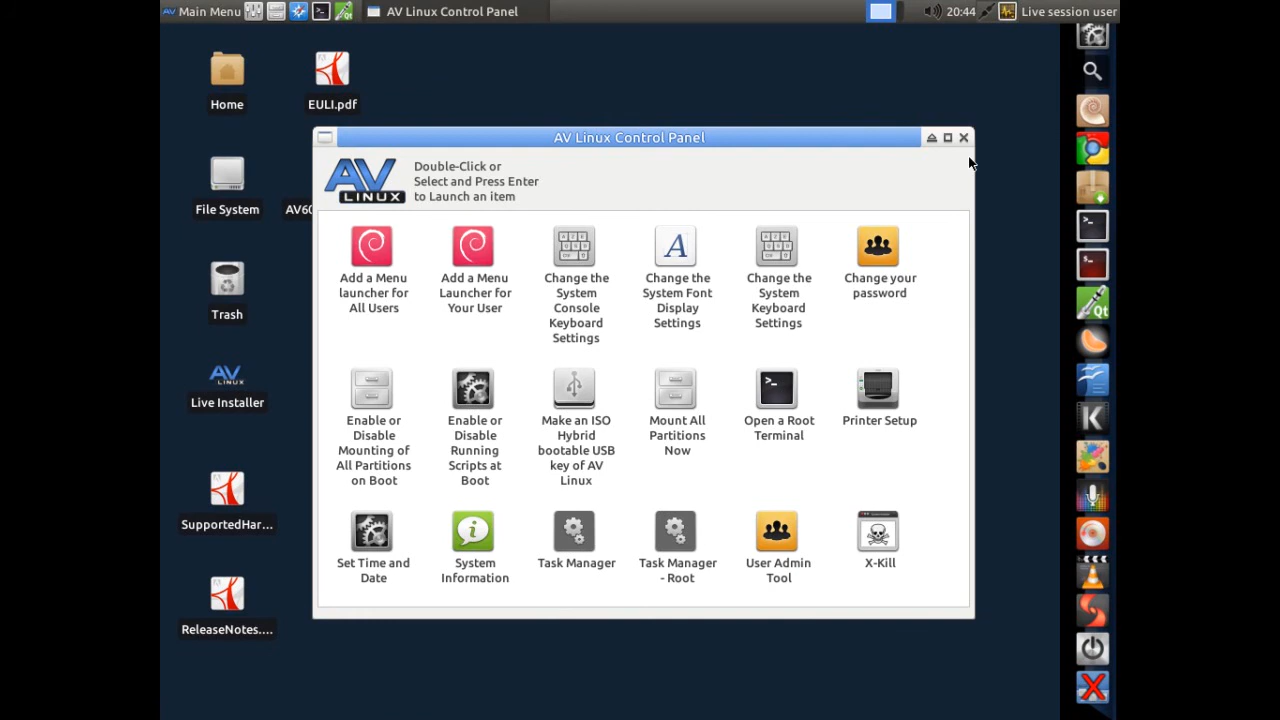 Main Menu
AV Linux Control Panel
20:44
Live session user
Home
EULI.pdf
File System
AV60
Trash
Live Installer
SupportedHar...
ReleaseNotes....
AV Linux Control Panel
AV
LINUX
Double-Click or
Select and Press Enter
to Launch an item
Add a Menu
launcher for
All Users
Add a Menu
Launcher for
Your User
Change the
System
Console
Keyboard
Settings
Change the
System Font
Display
Settings
Change the
System
Keyboard
Settings
Change your
password
Enable or
Disable
Mounting of
All Partitions
on Boot
Enable or
Disable
Running
Scripts at
Boot
Make an ISO
Hybrid
bootable USB
key of AV
Linux
Mount All
Partitions
Now
Open a Root
Terminal
Printer Setup
Set Time and
Date
System
Information
Task Manager
Task Manager
- Root
User Admin
Tool
X-Kill